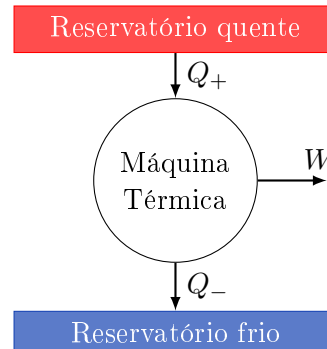 Reservatório quente
Q₊
Máquina
Térmica
W
Q₋
Reservatório frio